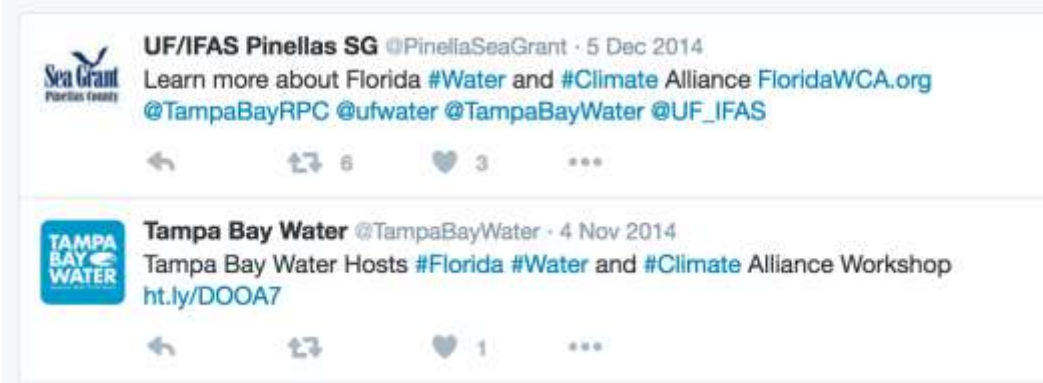 UF/IFAS Pinellas SG @PinellaSeaGrant · 5 Dec 2014
Sea Grant
Pinellas County
Learn more about Florida #Water and #Climate Alliance FloridaWCA.org
@TampaBayRPC @ufwater @TampaBayWater @UF_IFAS
6 3
Tampa Bay Water @TampaBayWater · 4 Nov 2014
TAMPA
BAY
WATER
Tampa Bay Water Hosts #Florida #Water and #Climate Alliance Workshop
ht.ly/DOOA7
1